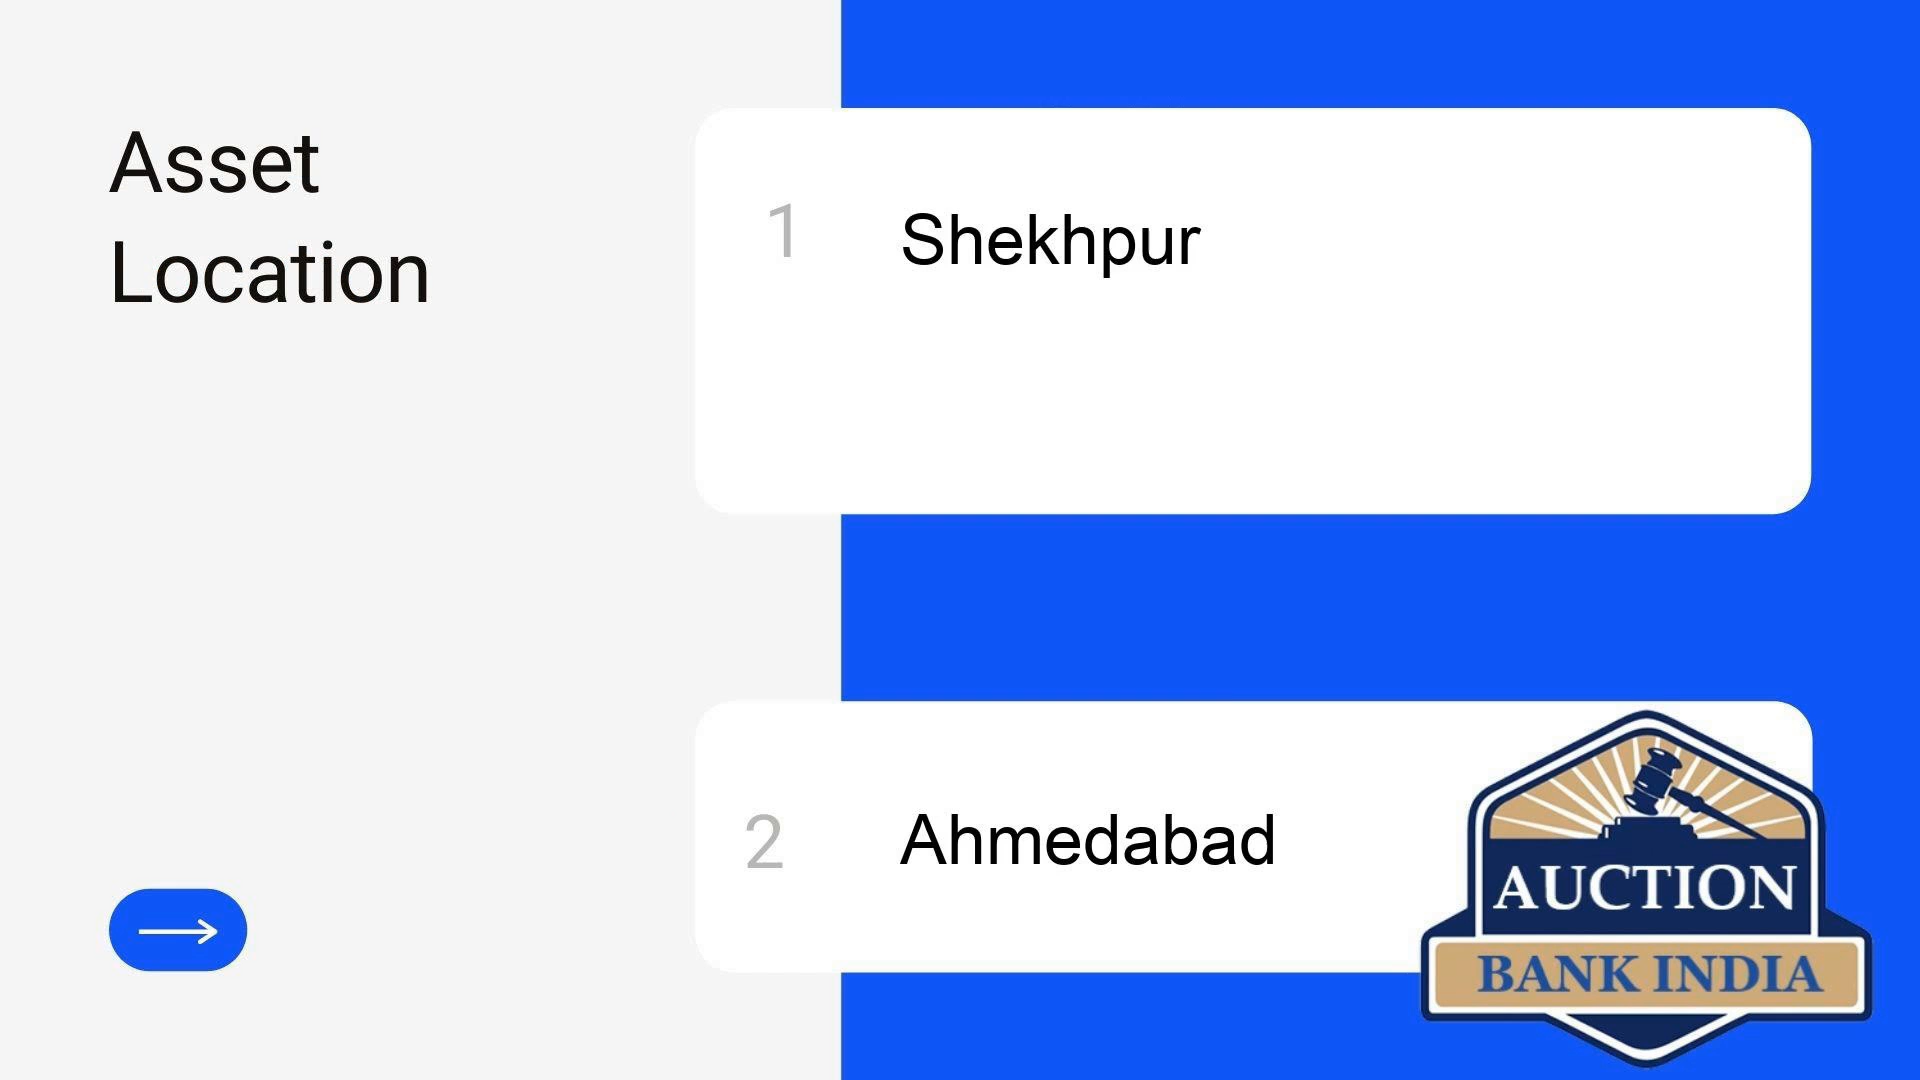 Asset
Location
1
Shekhpur
2
Ahmedabad
AUCTION
BANK INDIA